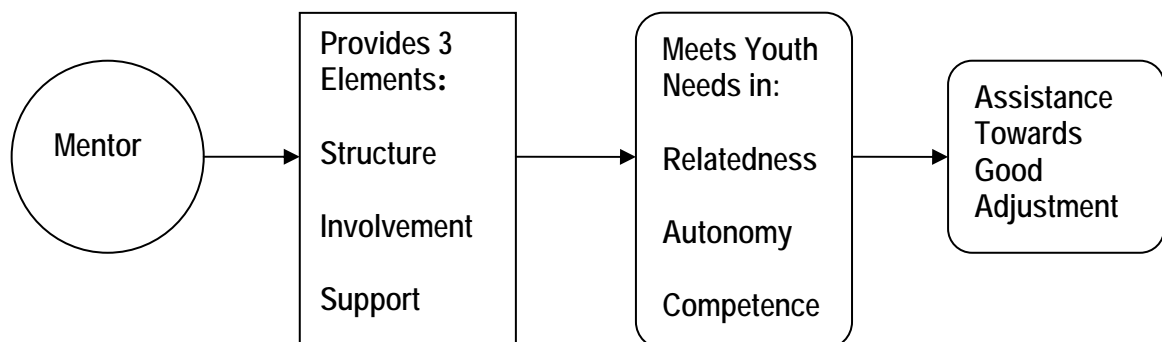 Mentor
Provides 3
Elements:
Structure
Involvement
Support
Meets Youth
Needs in:
Relatedness
Autonomy
Competence
Assistance
Towards
Good
Adjustment